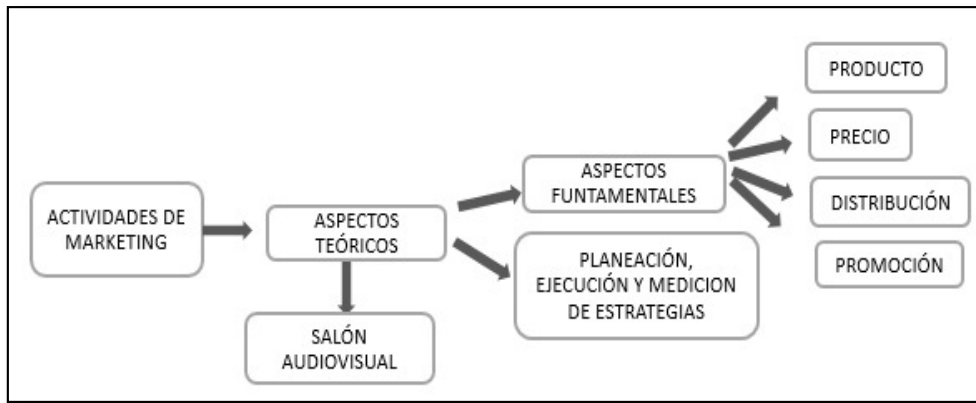 ACTIVIDADES DE
MARKETING
ASPECTOS
TEÓRICOS
SALÓN
AUDIOVISUAL
ASPECTOS
FUNTAMENTALES
PLANEACIÓN,
EJECUCIÓN Y MEDICION
DE ESTRATEGIAS
PRODUCTO
PRECIO
DISTRIBUCIÓN
PROMOCIÓN